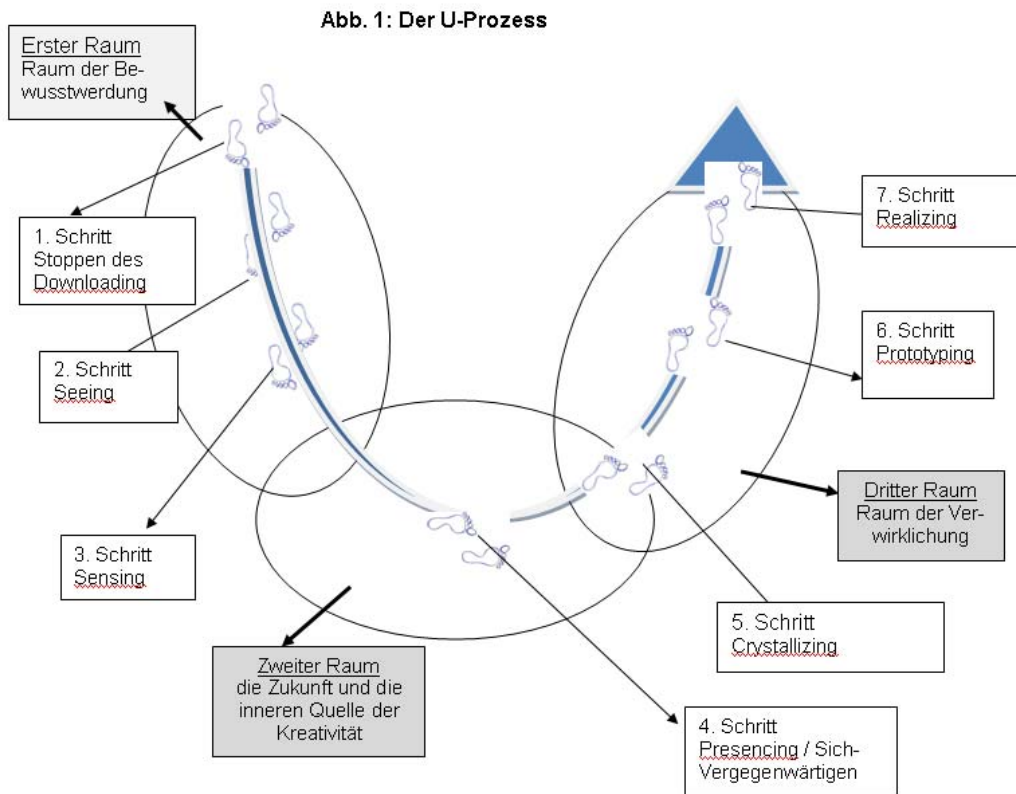 Abb. 1: Der U-Prozess
Erster Raum
Raum der Be-
wusstwerdung
1. Schritt
Stoppen des
Downloading
2. Schritt
Seeing
3. Schritt
Sensing
Zweiter Raum
die Zukunft und die
inneren Quelle der
Kreativität
4. Schritt
Presencing / Sich-
Vergegenwärtigen
5. Schritt
Crystallizing
Dritter Raum
Raum der Ver-
wirklichung
6. Schritt
Prototyping
7. Schritt
Realizing